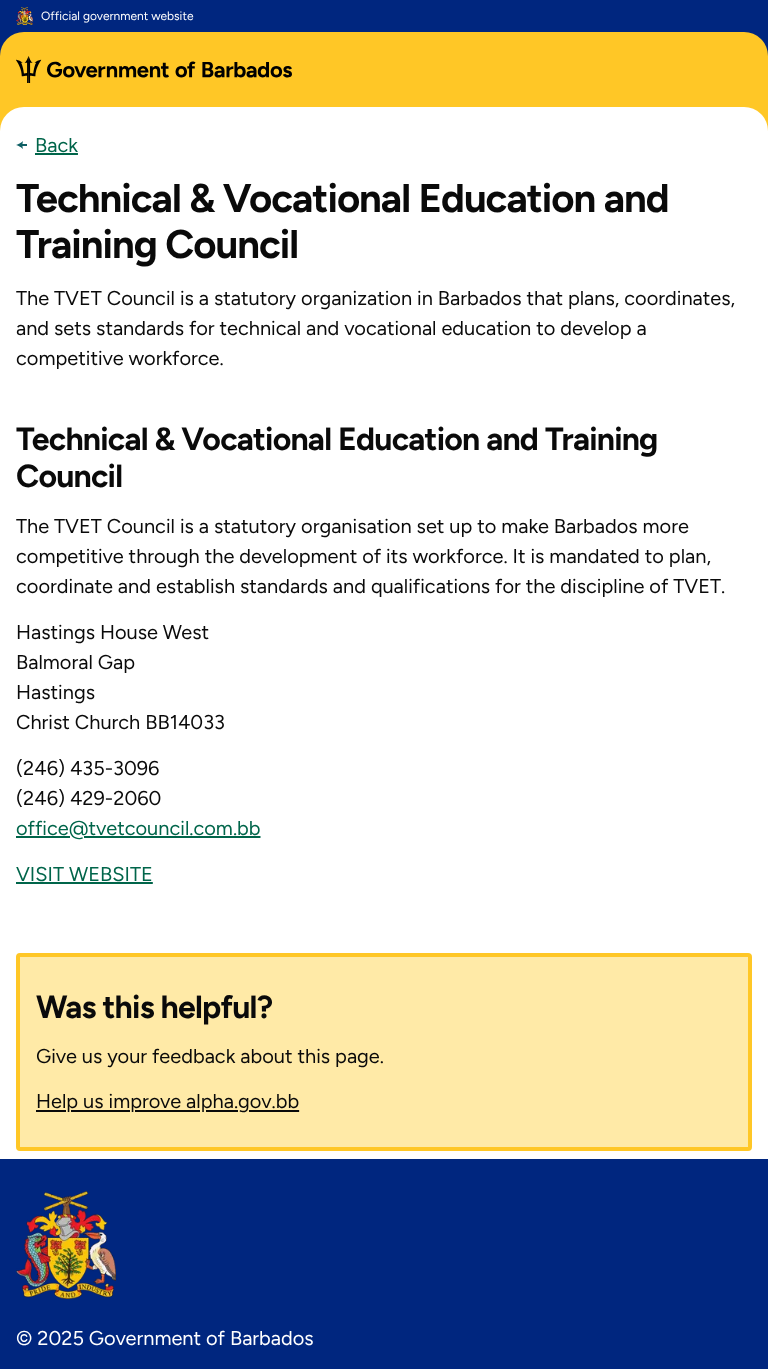 Official government website
Government of Barbados
Back
Technical & Vocational Education and
Training Council
The TVET Council is a statutory organization in Barbados that plans, coordinates,
and sets standards for technical and vocational education to develop a
competitive workforce.
Technical & Vocational Education and Training
Council
The TVET Council is a statutory organisation set up to make Barbados more
competitive through the development of its workforce. It is mandated to plan,
coordinate and establish standards and qualifications for the discipline of TVET.
Hastings House West
Balmoral Gap
Hastings
Christ Church BB14033
(246) 435-3096
(246) 429-2060
office@tvetcouncil.com.bb
VISIT WEBSITE
Was this helpful?
Give us your feedback about this page.
Help us improve alpha.gov.bb
PRIDE AND INDUSTRY
© 2025 Government of Barbados